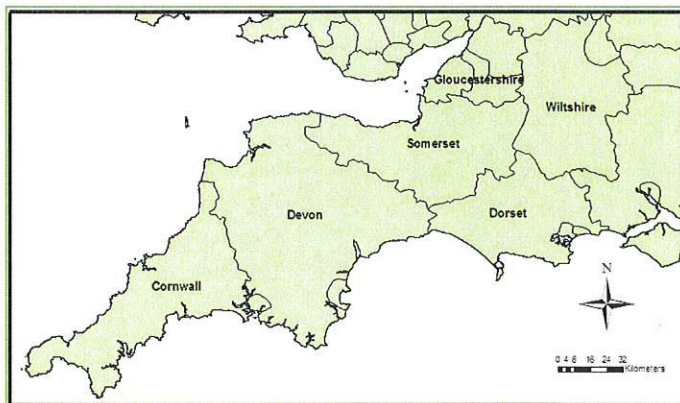 Gloucestershire
Wiltshire
Somerset
Devon
Dorset
Cornwall
N
0 4 8 16 24 32
Kilometers